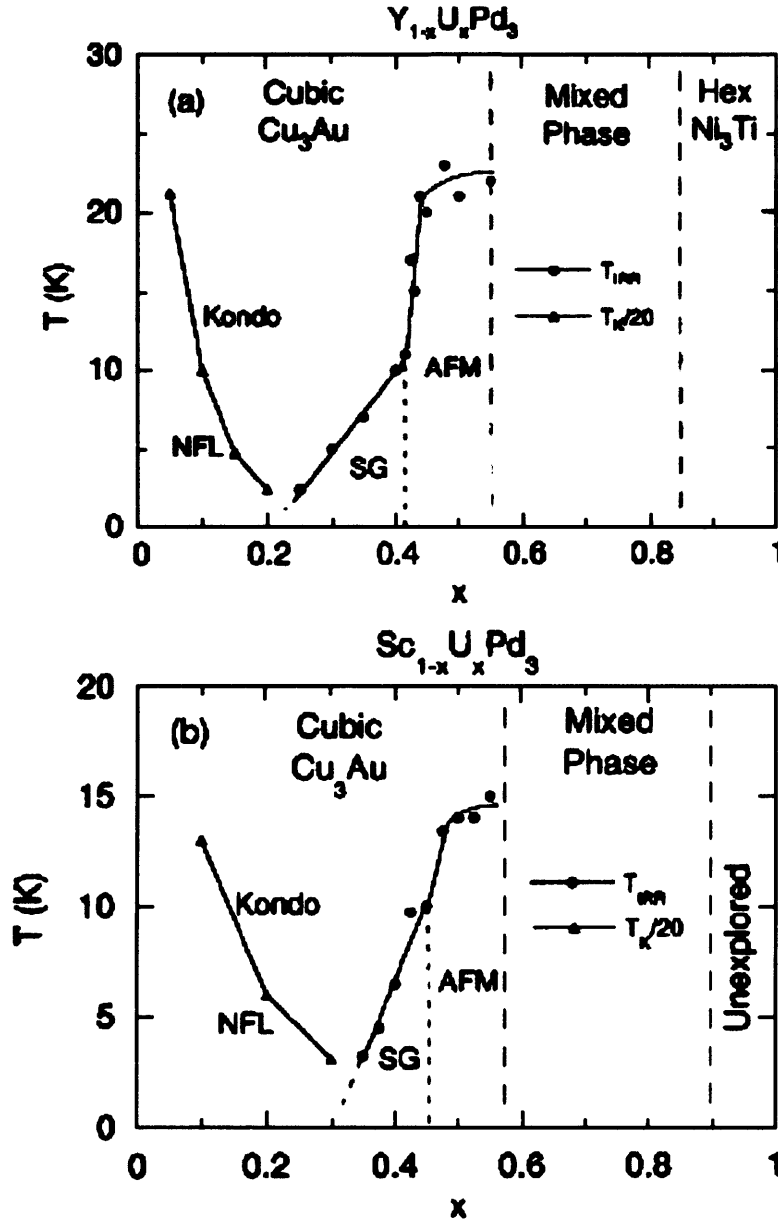 Y₁₋ₓUₓPd₃
(a)
Cubic
Cu₃Au
Mixed
Phase
Hex
Ni₃Ti
30
20
10
0
T (K)
Kondo
NFL
SG
AFM
T_IRR
T_K/20
0 0.2 0.4 0.6 0.8 1
x
Sc₁₋ₓUₓPd₃
(b)
Cubic
Cu₃Au
Mixed
Phase
Unexplored
20
15
10
5
0
T (K)
Kondo
NFL
SG
AFM
T_IRR
T_K/20
0 0.2 0.4 0.6 0.8 1
x